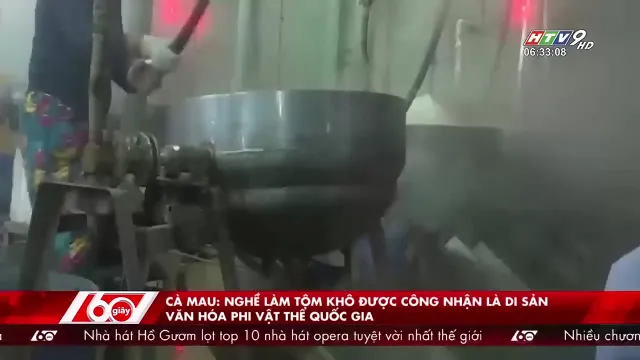 HTV9 HD
06:33:08
60 giây
CÀ MAU: NGHỀ LÀM TÔM KHÔ ĐƯỢC CÔNG NHẬN LÀ DI SẢN
VĂN HÓA PHI VẬT THỂ QUỐC GIA
60 Nhà hát Hồ Gươm lọt top 10 nhà hát opera tuyệt vời nhất thế giới 60 Nhiều chươn